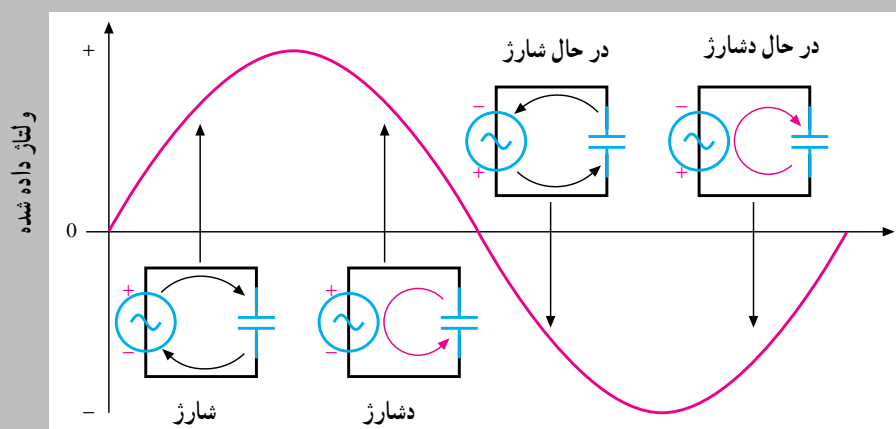 ولتاژ داده شده
+
0
−
در حال شارژ
در حال دشارژ
−
+
−
+
+
−
+
−
شارژ
دشارژ